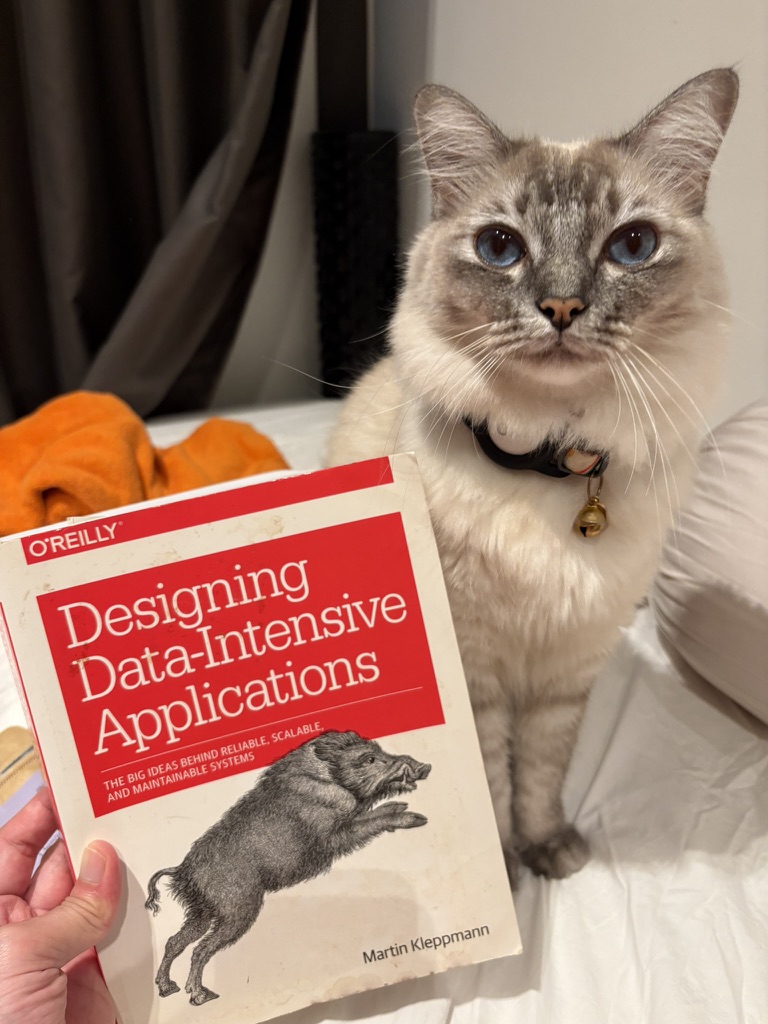 O'REILLY®
Designing
Data-Intensive
Applications
THE BIG IDEAS BEHIND RELIABLE, SCALABLE,
AND MAINTAINABLE SYSTEMS
Martin Kleppmann